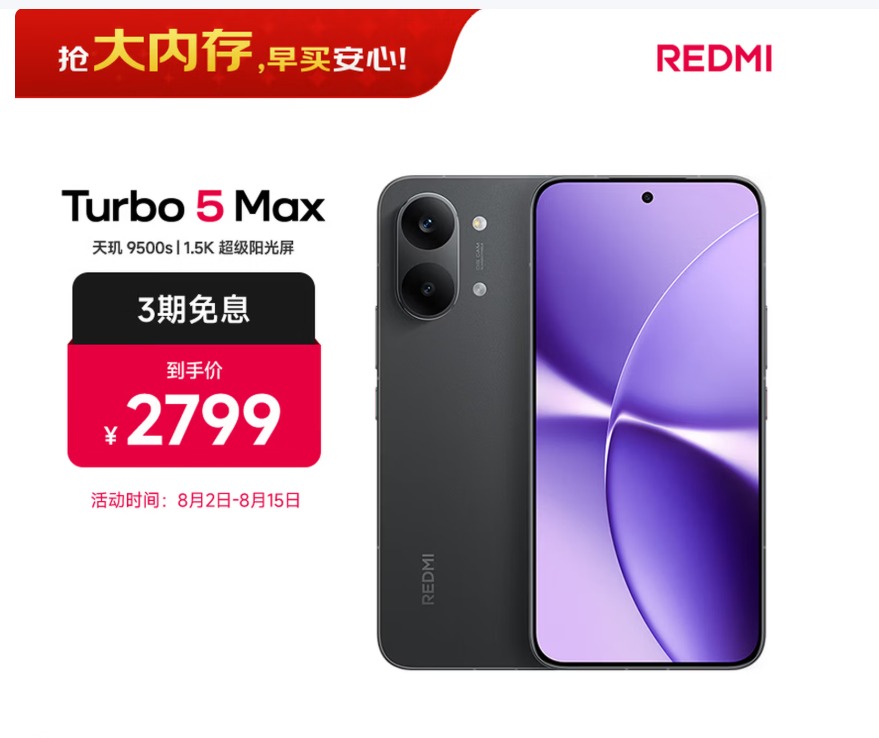 抢大内存,早买安心!
REDMI
Turbo 5 Max
天玑 9500s | 1.5K 超级阳光屏
3期免息
到手价
¥2799
活动时间：8月2日-8月15日
REDMI